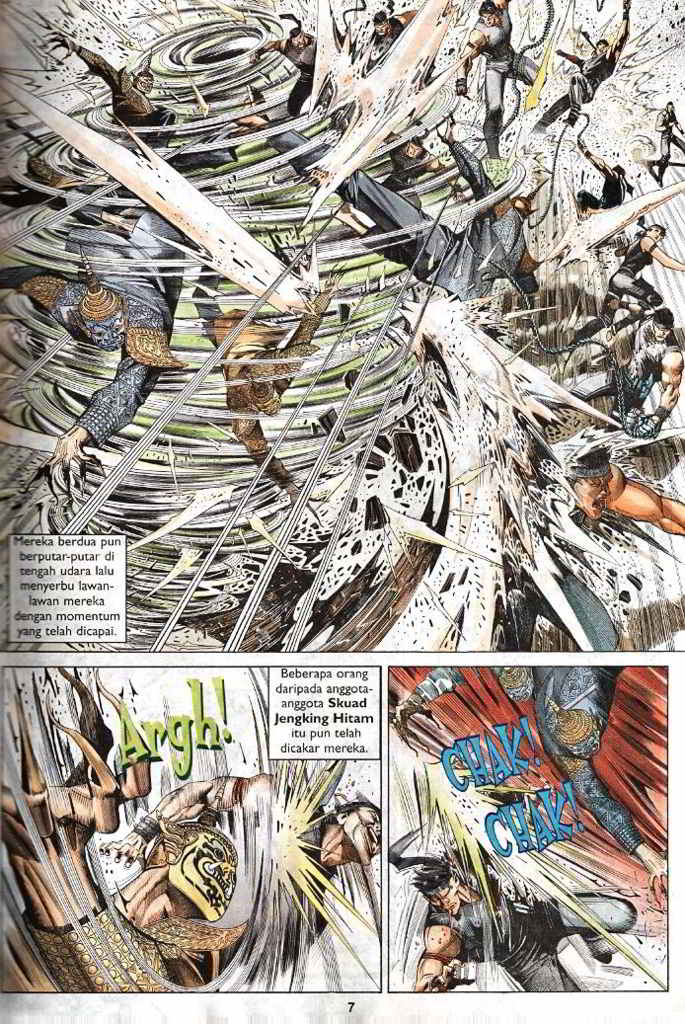 Mereka berdua pun
berputar-putar di
tengah udara lalu
menyerbu lawan-
lawan mereka
dengan momentum
yang telah dicapai.
Argh!
Beberapa orang
daripada anggota-
anggota Skuad
Jengking Hitam
itu pun telah
dicakar mereka.
CHAK!
CHAK!
7